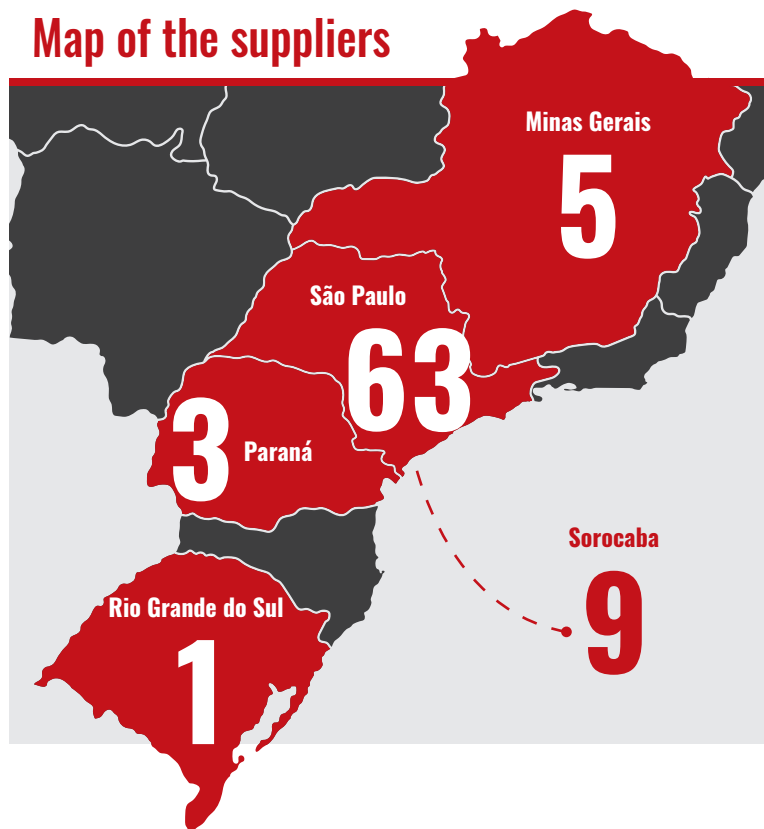 Map of the suppliers
Minas Gerais
5
São Paulo
63
3
Paraná
Sorocaba
9
Rio Grande do Sul
1